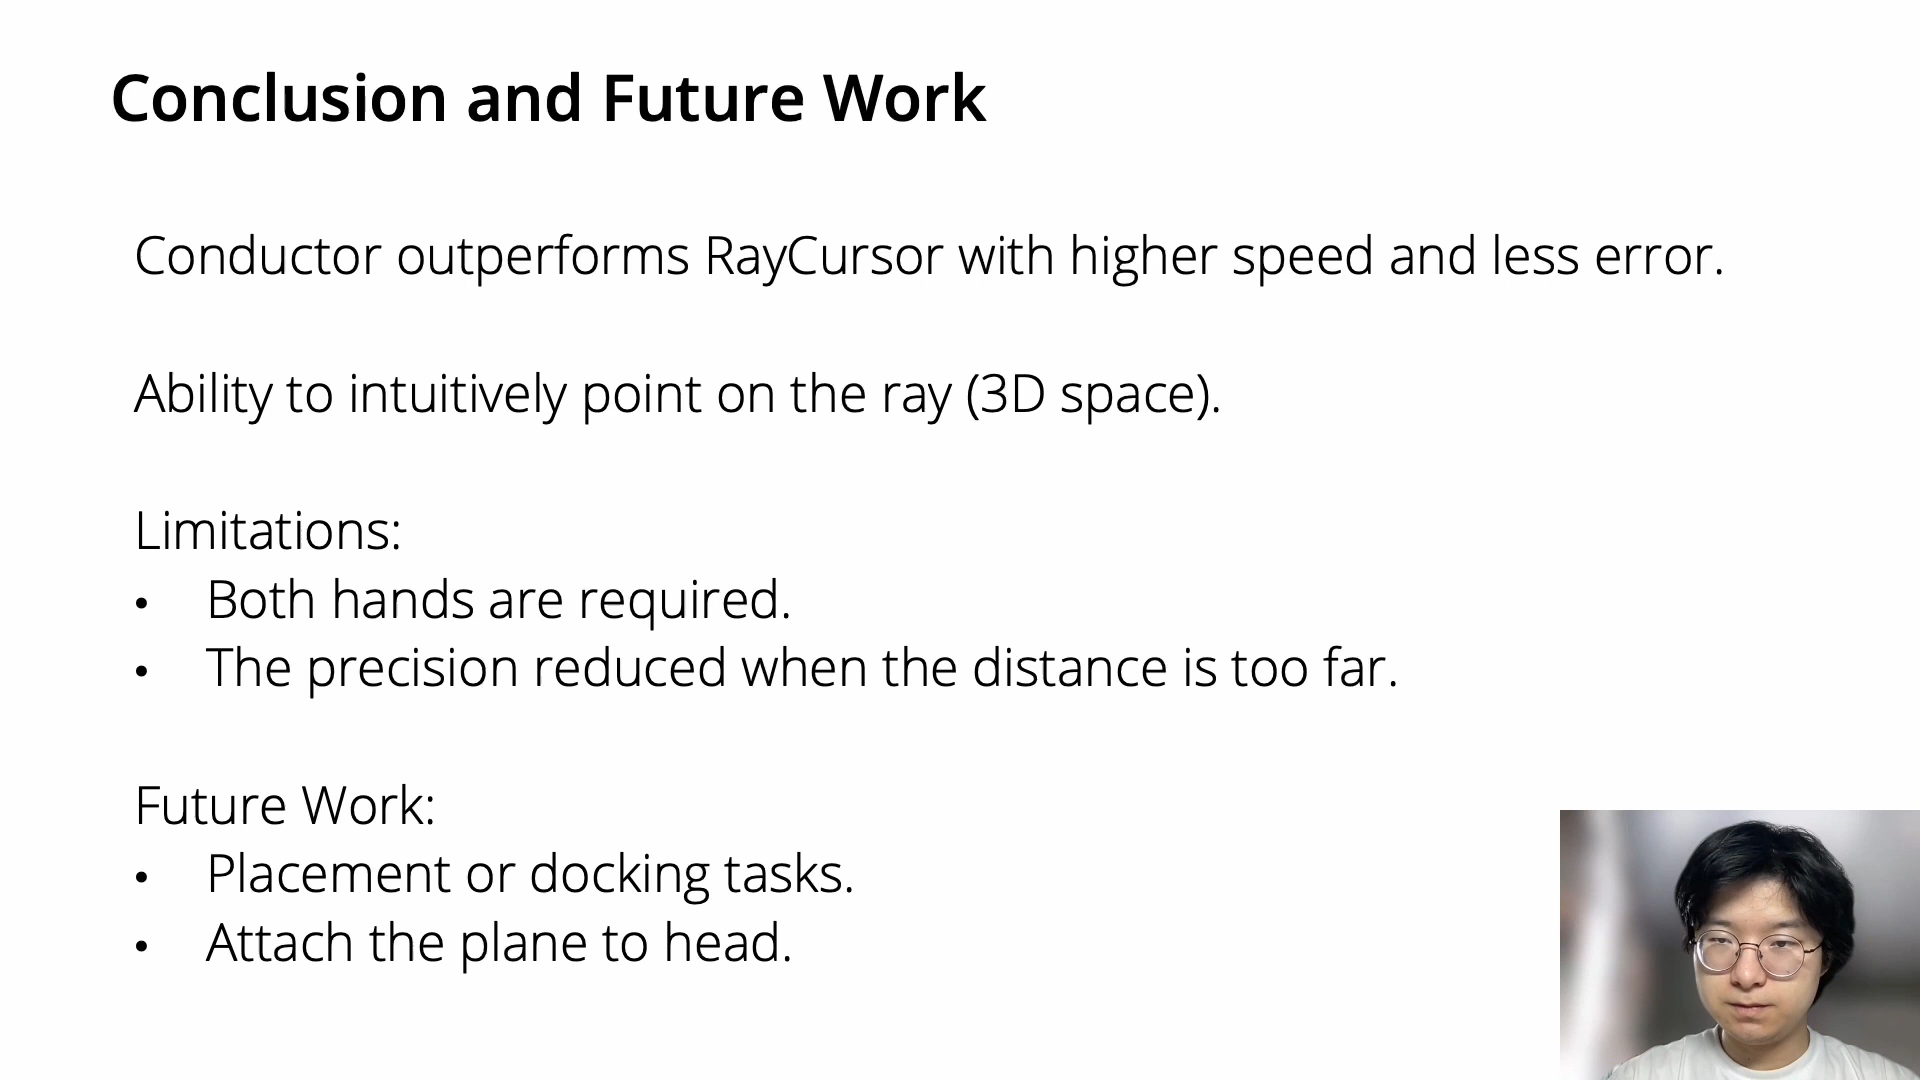 Conclusion and Future Work
Conductor outperforms RayCursor with higher speed and less error.
Ability to intuitively point on the ray (3D space).
Limitations:
• Both hands are required.
• The precision reduced when the distance is too far.
Future Work:
• Placement or docking tasks.
• Attach the plane to head.